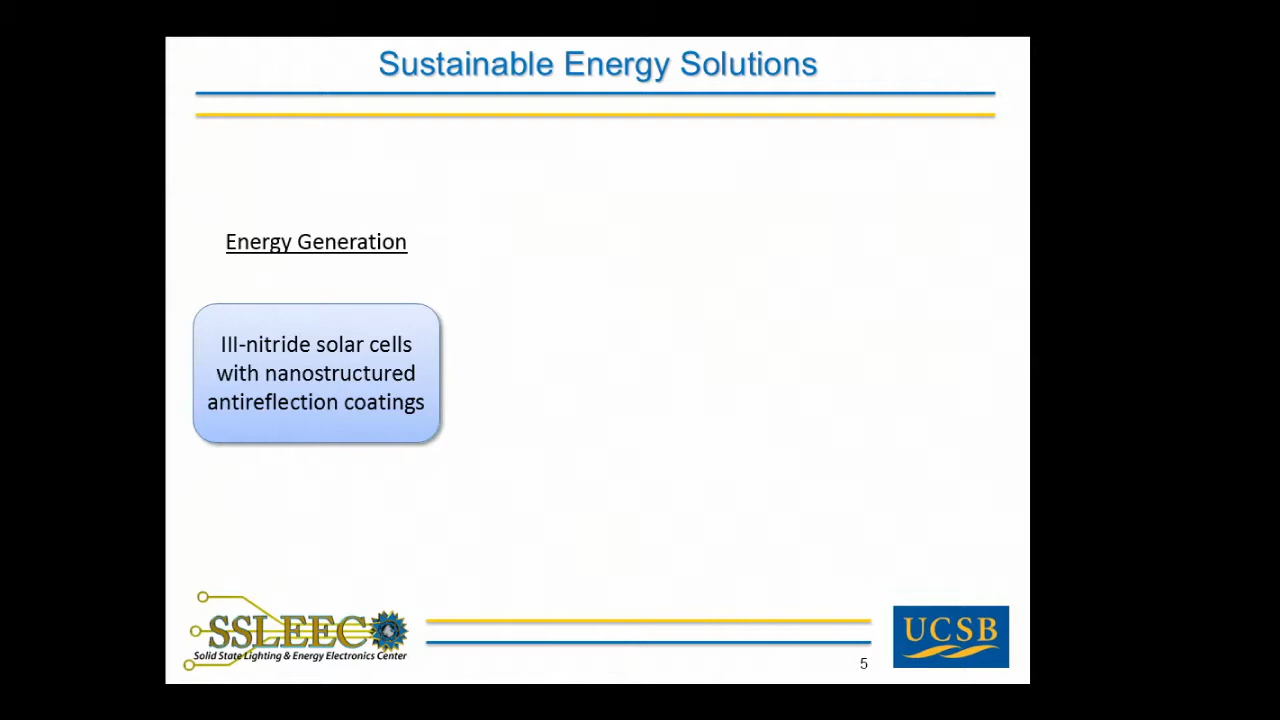 Sustainable Energy Solutions
Energy Generation
III-nitride solar cells
with nanostructured
antireflection coatings
SSLEEC
Solid State Lighting & Energy Electronics Center
5
UCSB